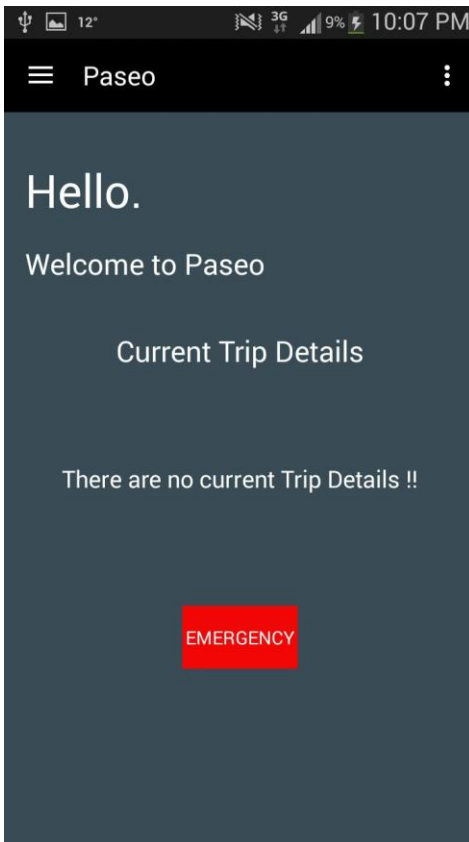 12° 3G 9% 10:07 PM
Paseo
Hello.
Welcome to Paseo
Current Trip Details
There are no current Trip Details !!
EMERGENCY